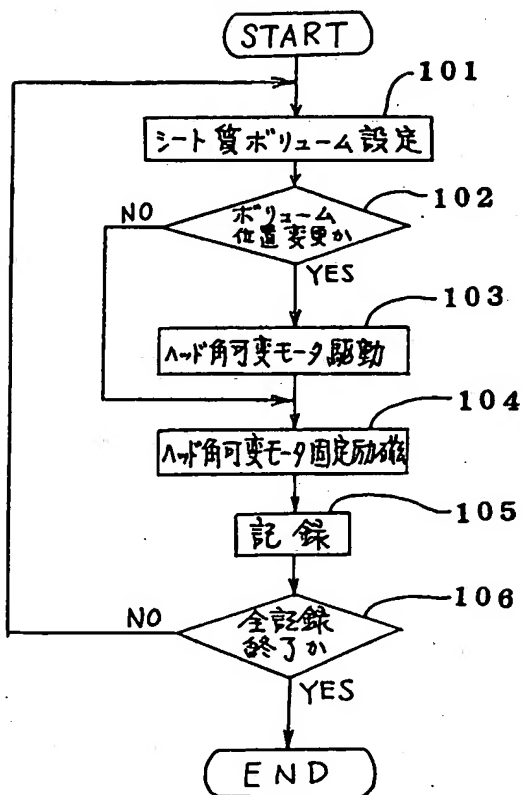 START
101
シート質ボリューム設定
102
NO
ボリューム
位置変更か
YES
103
ヘッド角可変モータ駆動
104
ヘッド角可変モータ固定励磁
105
記録
106
NO
全記録
終了か
YES
END